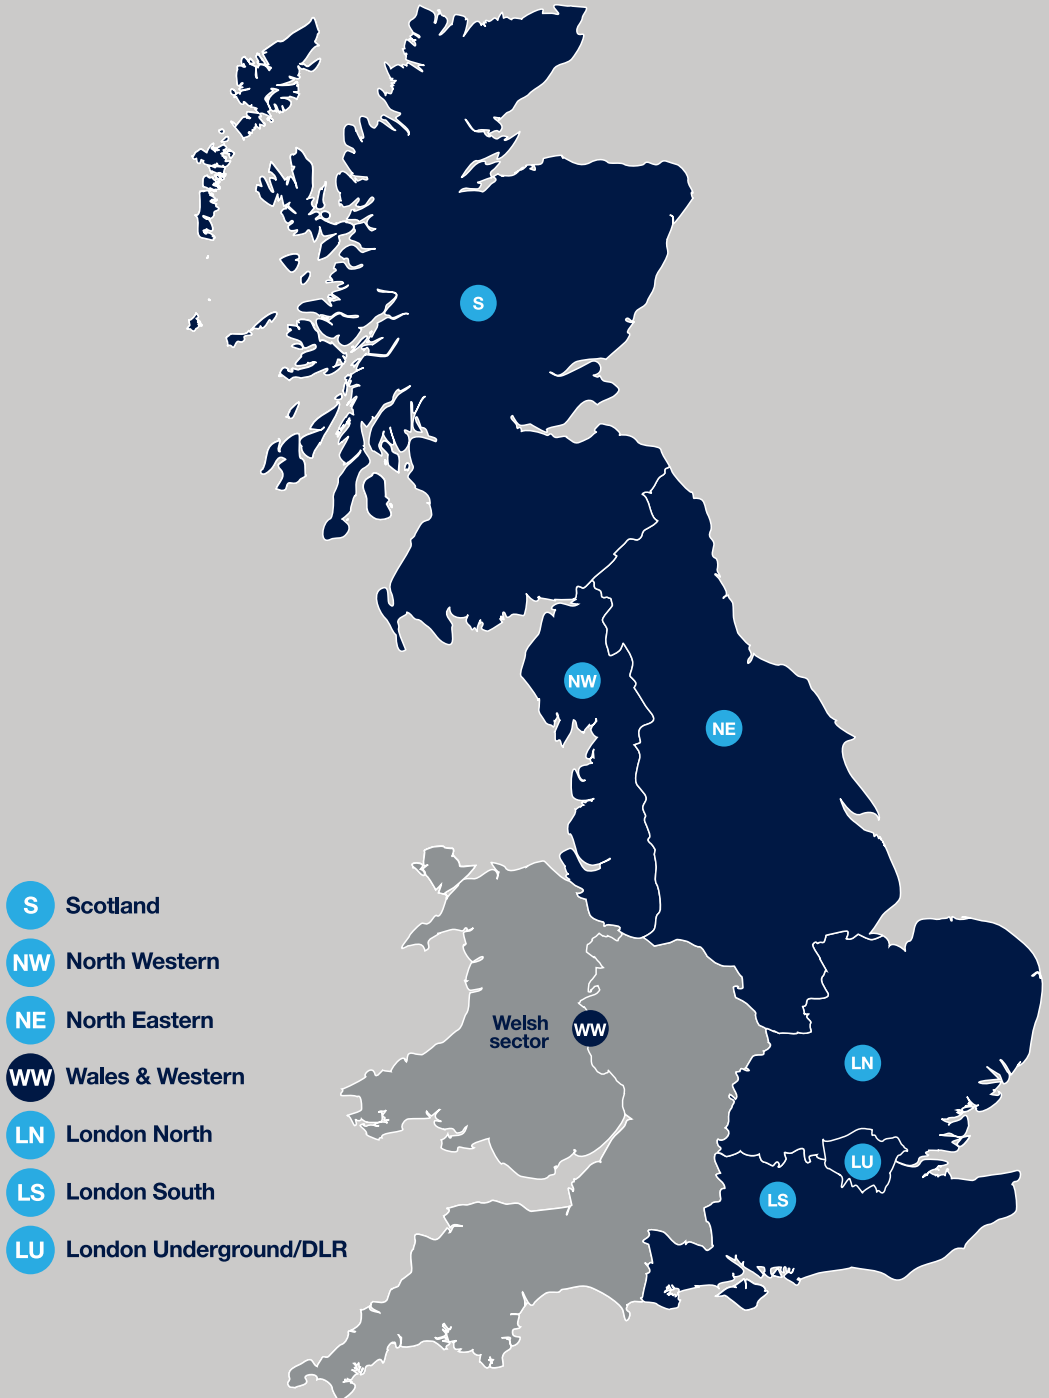 S
NW
NE
Welsh
sector
WW
LN
LU
LS
S Scotland
NW North Western
NE North Eastern
WW Wales & Western
LN London North
LS London South
LU London Underground/DLR